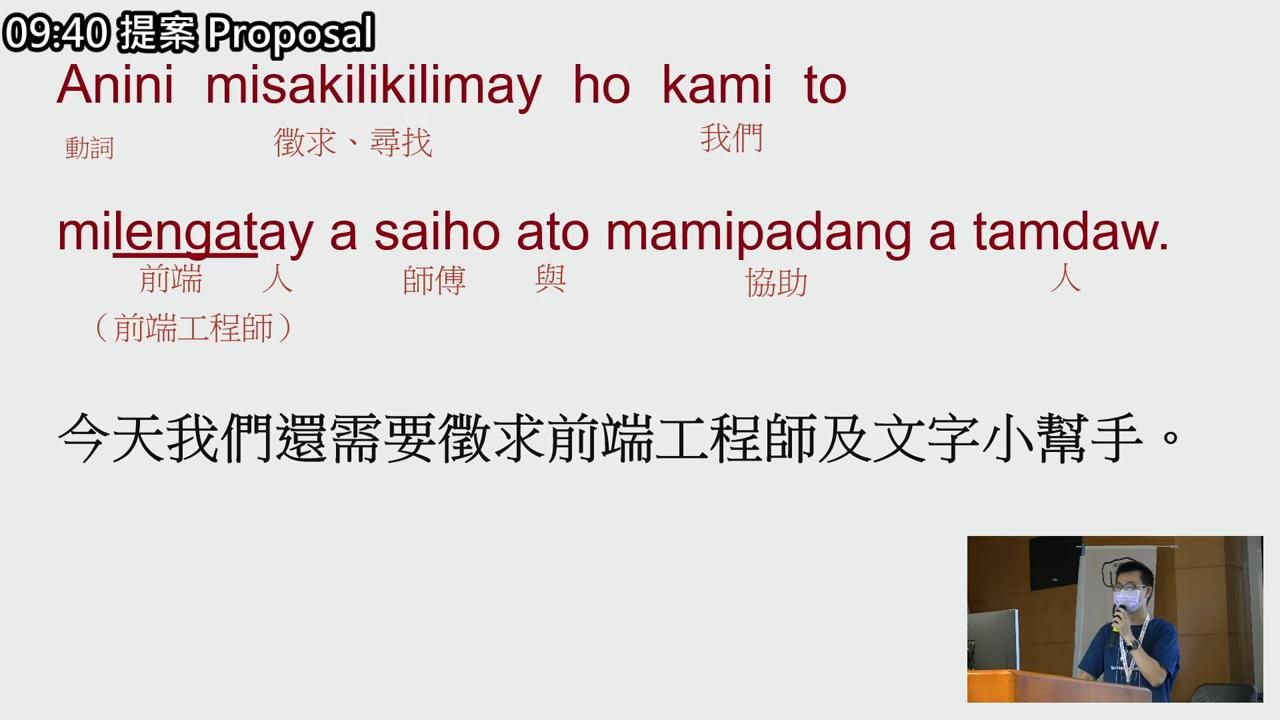 09:40 提案 Proposal
Anini misakilikilimay ho kami to
動詞 徵求、尋找 我們
milengatay a saiho ato mamipadang a tamdaw.
前端 人 師傅 與 協助 人
（前端工程師）
今天我們還需要徵求前端工程師及文字小幫手。